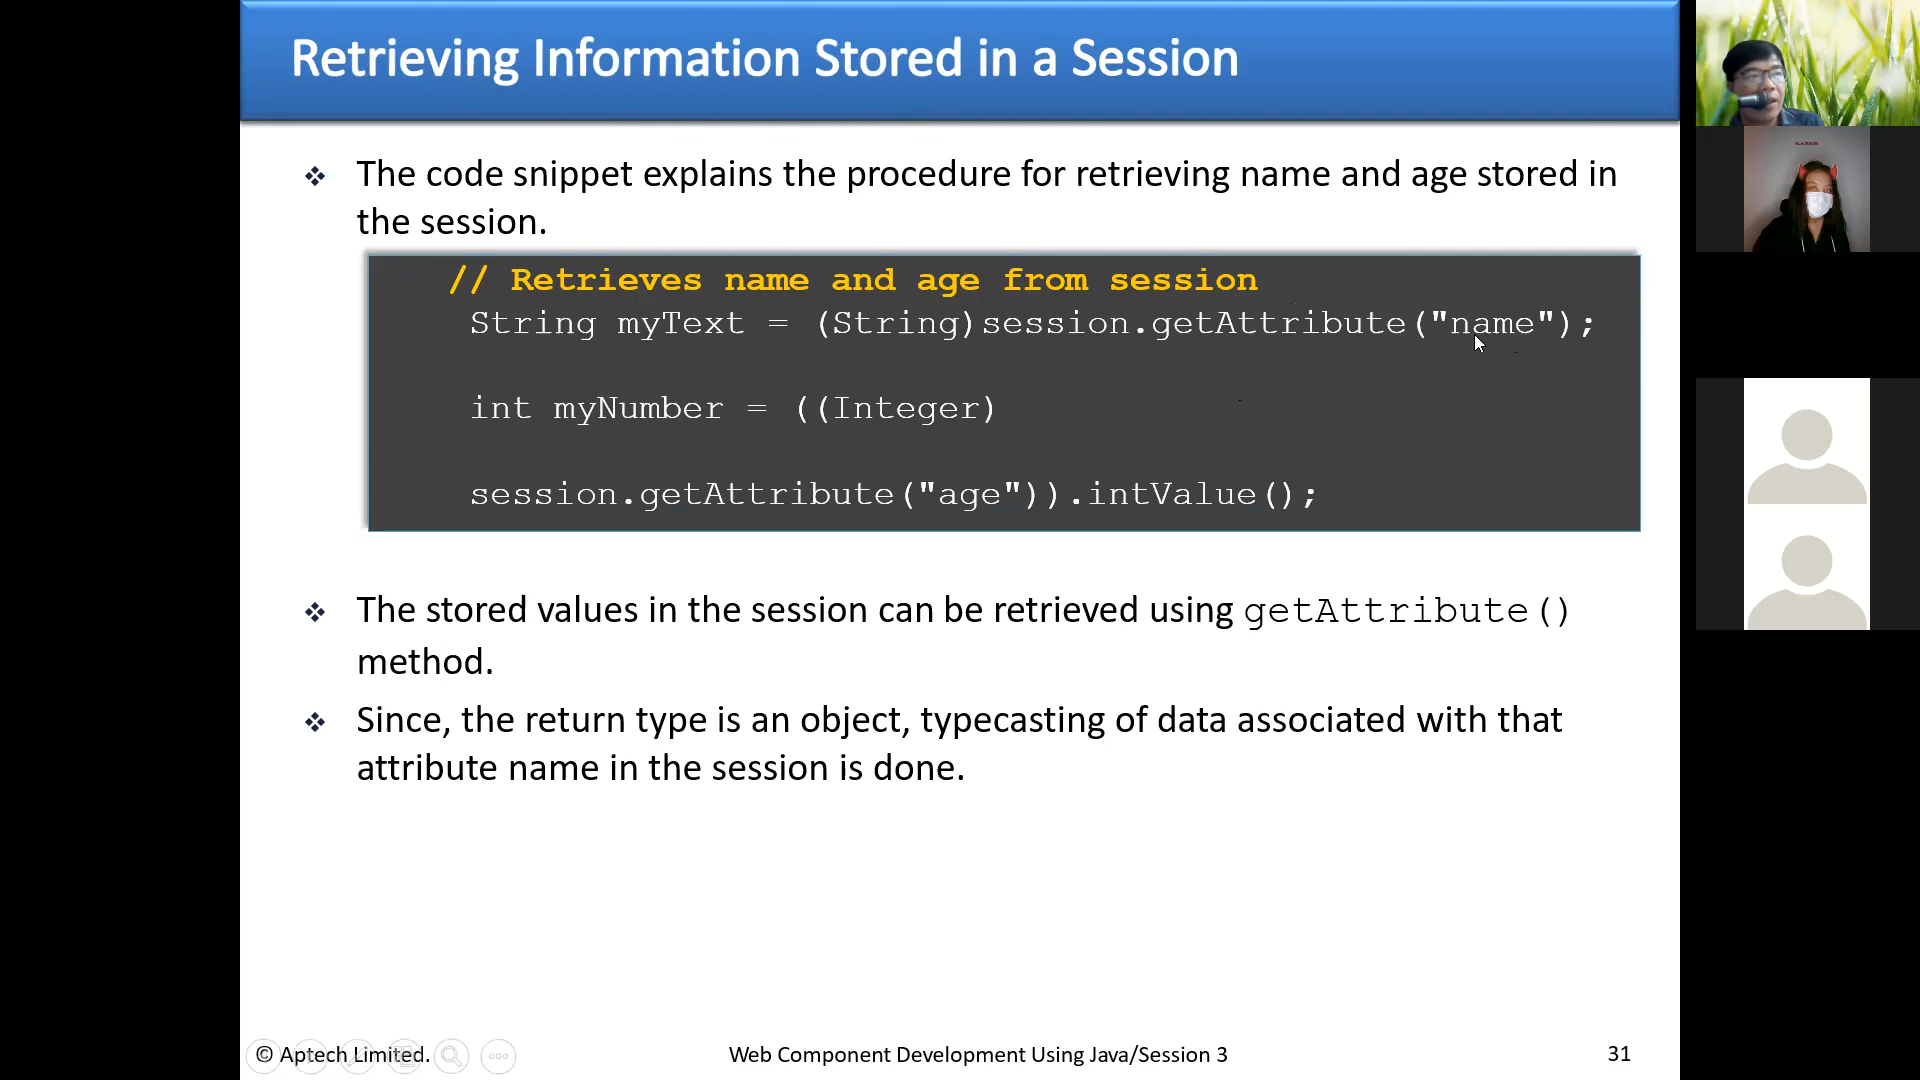 Retrieving Information Stored in a Session
The code snippet explains the procedure for retrieving name and age stored in
the session.
// Retrieves name and age from session
String myText = (String)session.getAttribute("name");
int myNumber = ((Integer)
session.getAttribute("age")).intValue();
The stored values in the session can be retrieved using getAttribute()
method.
Since, the return type is an object, typecasting of data associated with that
attribute name in the session is done.
© Aptech Limited.
Web Component Development Using Java/Session 3
31